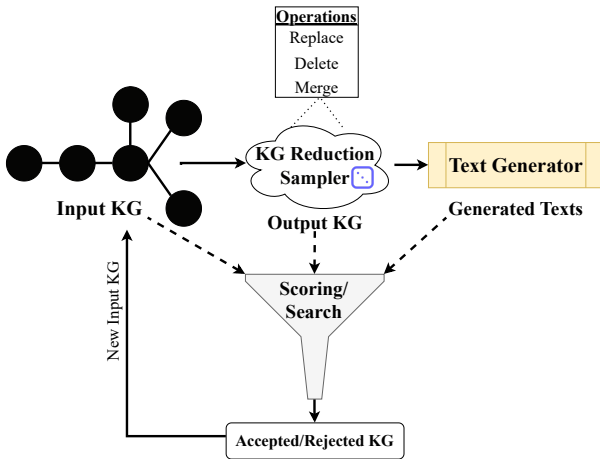 Operations
Replace
Delete
Merge
KG Reduction
Sampler
Text Generator
Input KG
Output KG
Generated Texts
Scoring/
Search
New Input KG
Accepted/Rejected KG